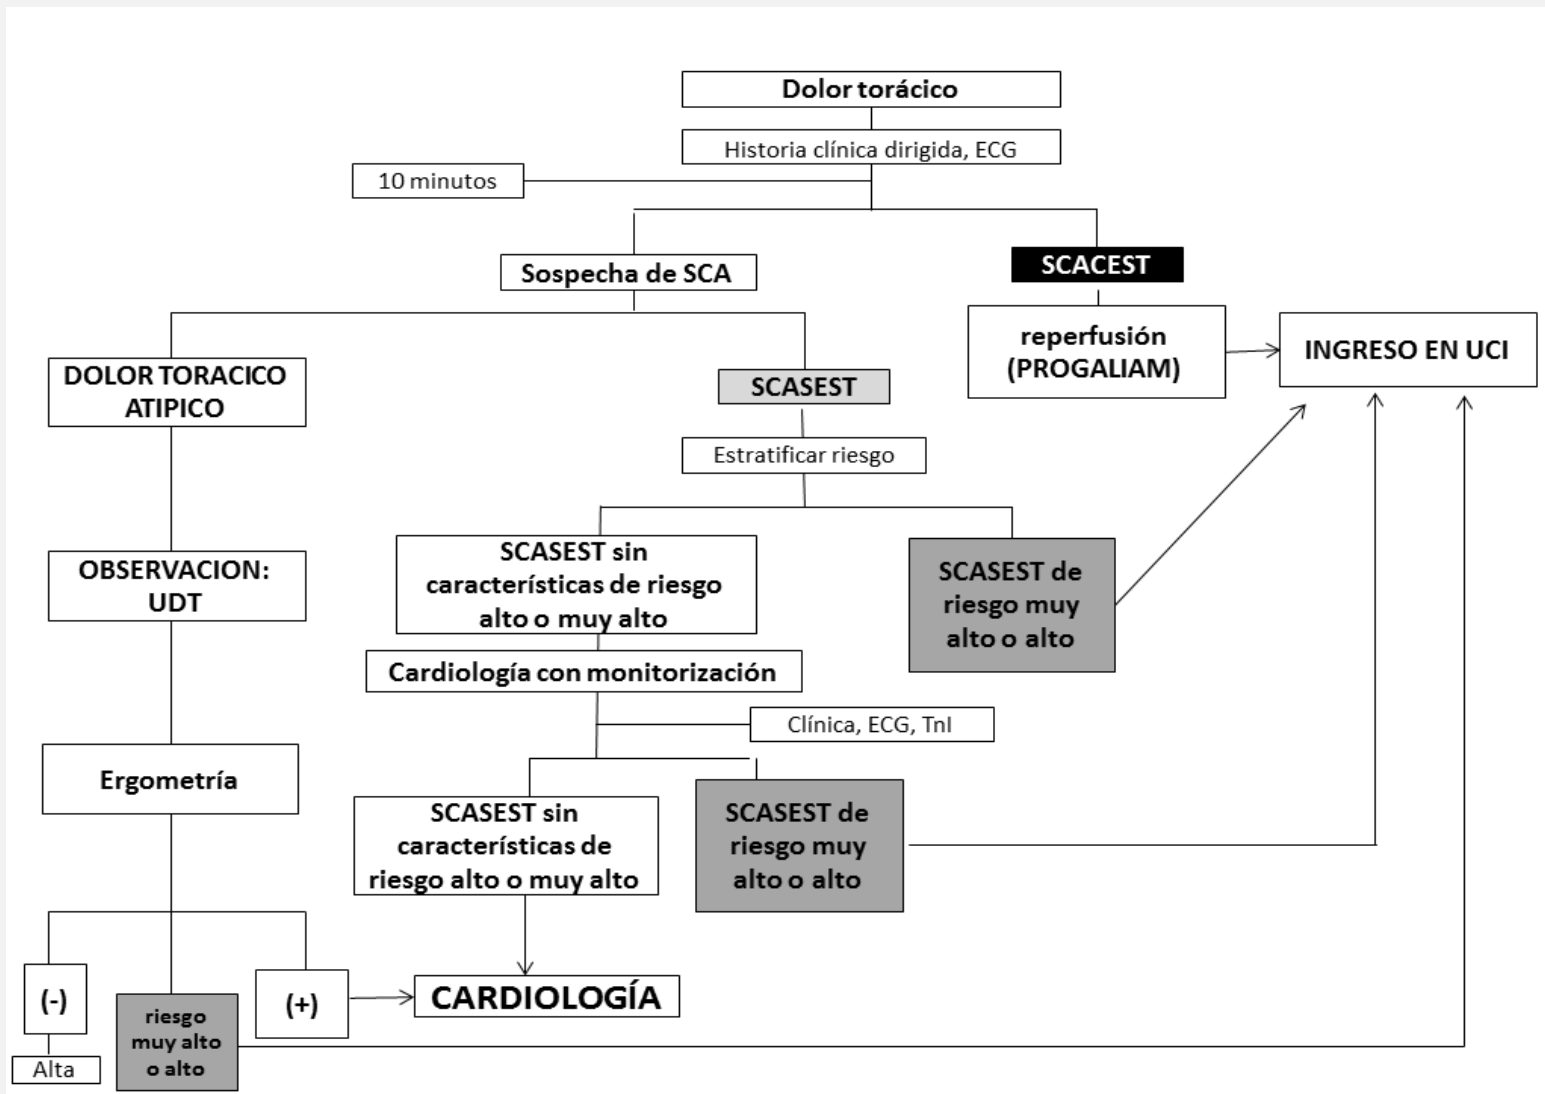 Dolor torácico
Historia clínica dirigida, ECG
10 minutos
Sospecha de SCA
SCACEST
reperfusión
(PROGALIAM)
INGRESO EN UCI
DOLOR TORACICO
ATIPICO
SCASEST
Estratificar riesgo
OBSERVACION:
UDT
SCASEST sin
características de riesgo
alto o muy alto
SCASEST de
riesgo muy
alto o alto
Cardiología con monitorización
Clínica, ECG, TnI
Ergometría
SCASEST sin
características de
riesgo alto o muy alto
SCASEST de
riesgo muy
alto o alto
(-)
riesgo
muy alto
o alto
(+)
CARDIOLOGÍA
Alta